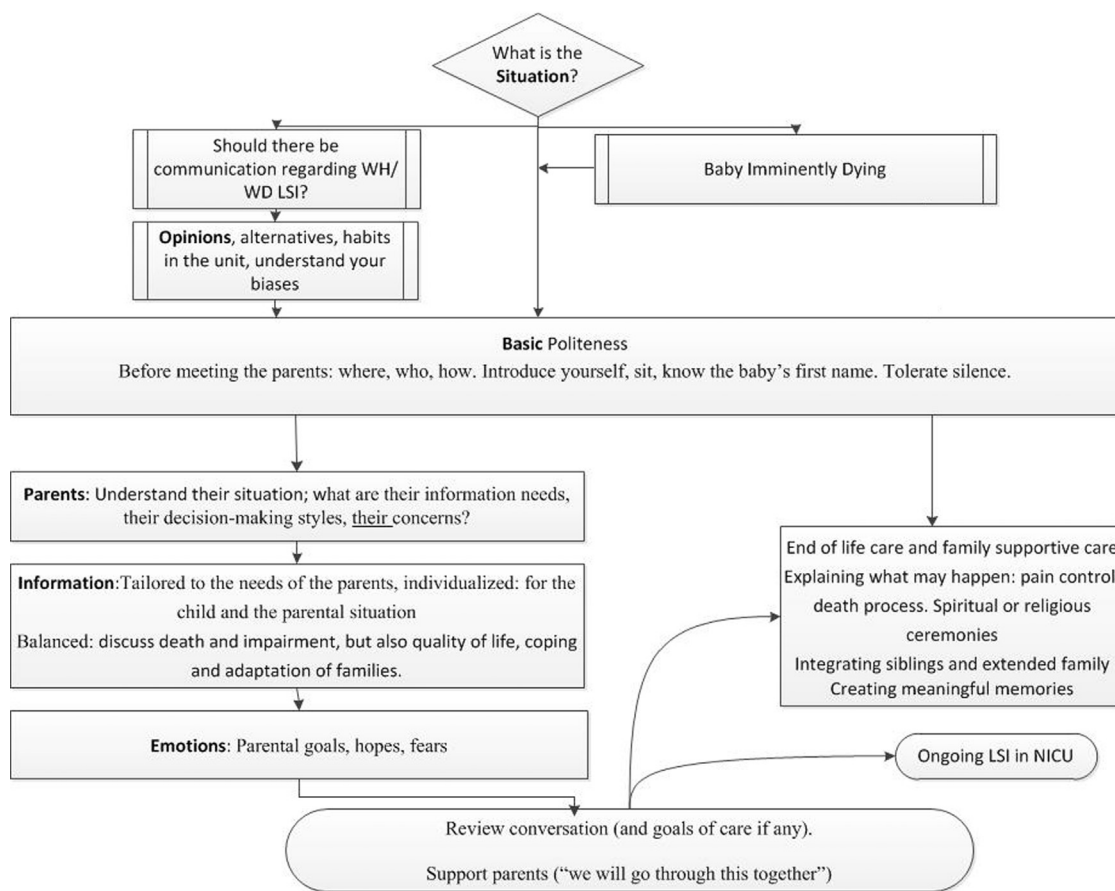 What is the
Situation?
Should there be
communication regarding WH/
WD LSI?
Baby Imminently Dying
Opinions, alternatives, habits
in the unit, understand your
biases
Basic Politeness
Before meeting the parents: where, who, how. Introduce yourself, sit, know the baby’s first name. Tolerate silence.
Parents: Understand their situation; what are their information needs,
their decision-making styles, their concerns?
Information:Tailored to the needs of the parents, individualized: for the
child and the parental situation
Balanced: discuss death and impairment, but also quality of life, coping
and adaptation of families.
Emotions: Parental goals, hopes, fears
End of life care and family supportive care
Explaining what may happen: pain control,
death process. Spiritual or religious
ceremonies
Integrating siblings and extended family
Creating meaningful memories
Ongoing LSI in NICU
Review conversation (and goals of care if any).
Support parents (“we will go through this together”)